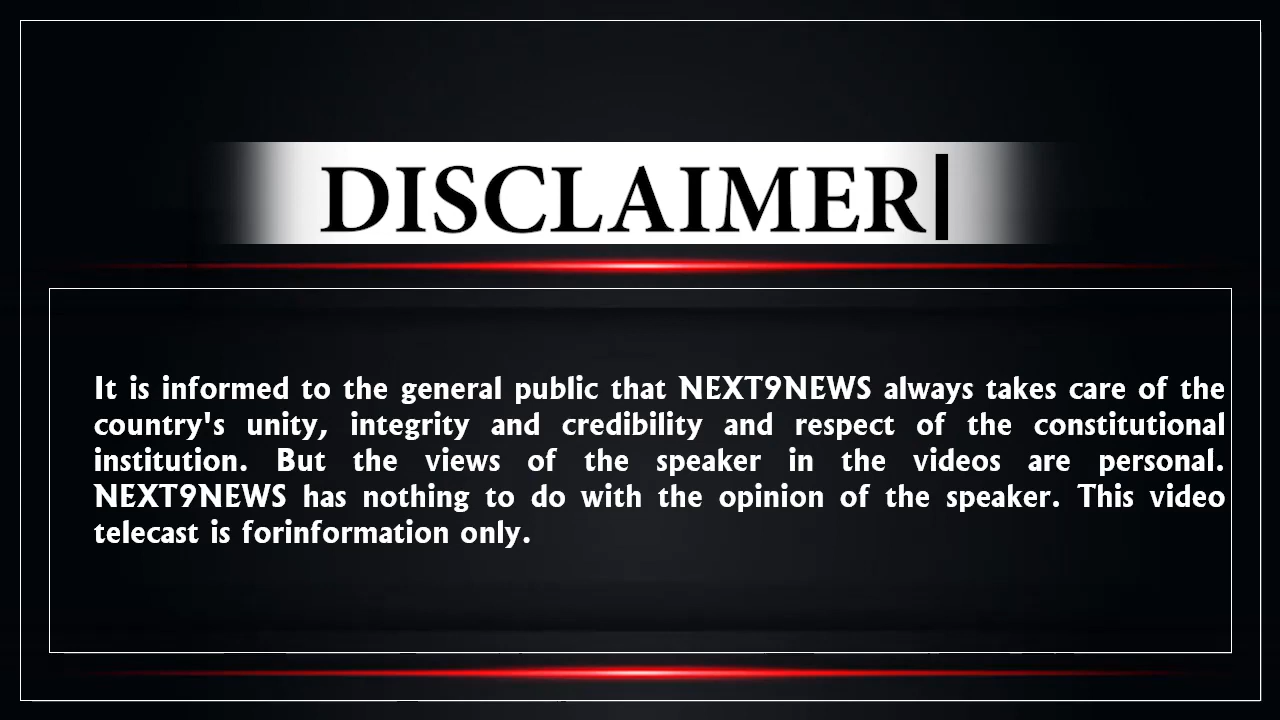 DISCLAIMER
It is informed to the general public that NEXT9NEWS always takes care of the
country's unity, integrity and credibility and respect of the constitutional
institution. But the views of the speaker in the videos are personal.
NEXT9NEWS has nothing to do with the opinion of the speaker. This video
telecast is forinformation only.